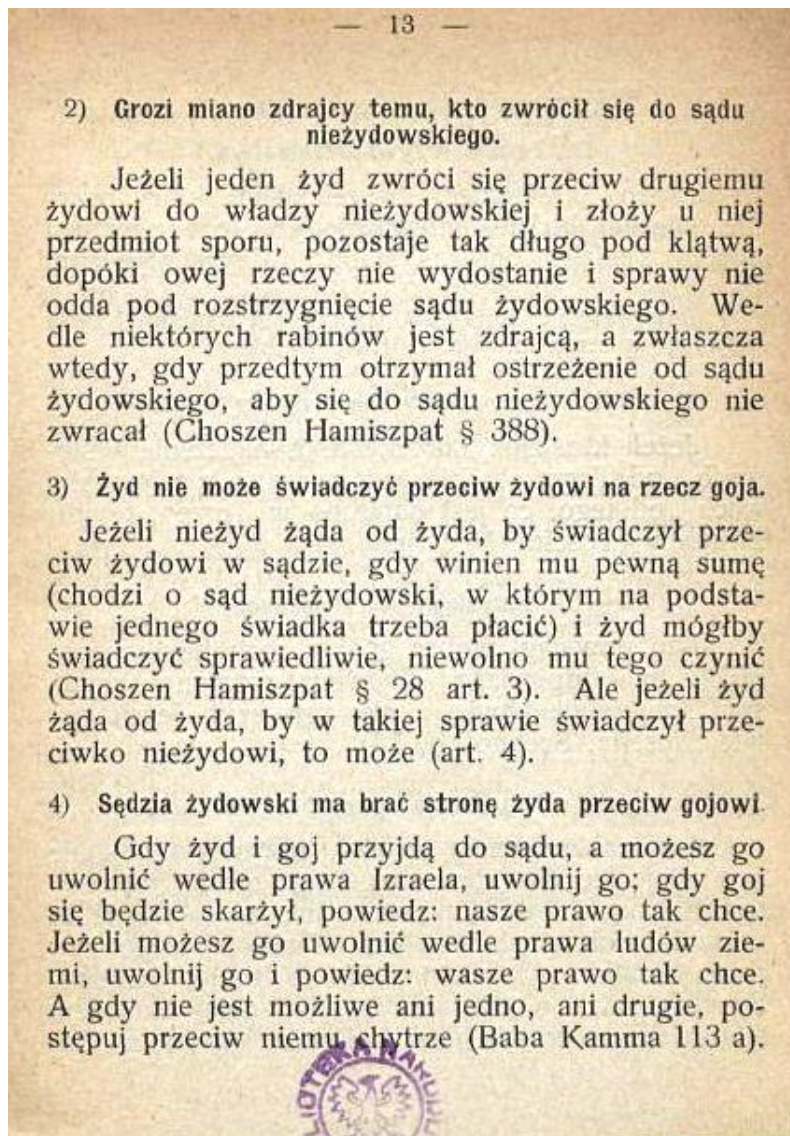 — 13 —
2) Grozi miano zdrajcy temu, kto zwrócił się do sądu
nieżydowskiego.
Jeżeli jeden żyd zwróci się przeciw drugiemu
żydowi do władzy nieżydowskiej i złoży u niej
przedmiot sporu, pozostaje tak długo pod klątwą,
dopóki owej rzeczy nie wydostanie i sprawy nie
odda pod rozstrzygnięcie sądu żydowskiego. We-
dle niektórych rabinów jest zdrajcą, a zwłaszcza
wtedy, gdy przedtym otrzymał ostrzeżenie od sądu
żydowskiego, aby się do sądu nieżydowskiego nie
zwracał (Choszen Hamiszpat § 388).
3) Żyd nie może świadczyć przeciw żydowi na rzecz goja.
Jeżeli nieżyd żąda od żyda, by świadczył prze-
ciw żydowi w sądzie, gdy winien mu pewną sumę
(chodzi o sąd nieżydowski, w którym na podsta-
wie jednego świadka trzeba płacić) i żyd mógłby
świadczyć sprawiedliwie, niewolno mu tego czynić
(Choszen Hamiszpat § 28 art. 3). Ale jeżeli żyd
żąda od żyda, by w takiej sprawie świadczył prze-
ciwko nieżydowi, to może (art. 4).
4) Sędzia żydowski ma brać stronę żyda przeciw gojowi.
Gdy żyd i goj przyjdą do sądu, a możesz go
uwolnić wedle prawa Izraela, uwolnij go; gdy goj
się będzie skarżył, powiedz: nasze prawo tak chce.
Jeżeli możesz go uwolnić wedle prawa ludów zie-
mi, uwolnij go i powiedz: wasze prawo tak chce.
A gdy nie jest możliwe ani jedno, ani drugie, po-
stępuj przeciw niemu chytrze (Baba Kamma 113 a).